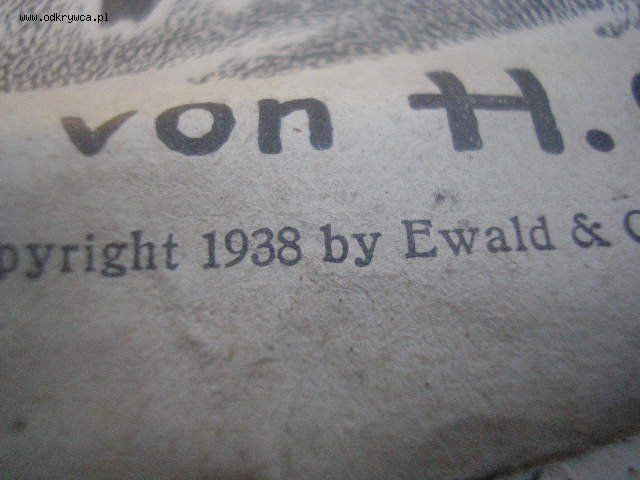 www.odkrywca.pl
von H.
pyright 1938 by Ewald &